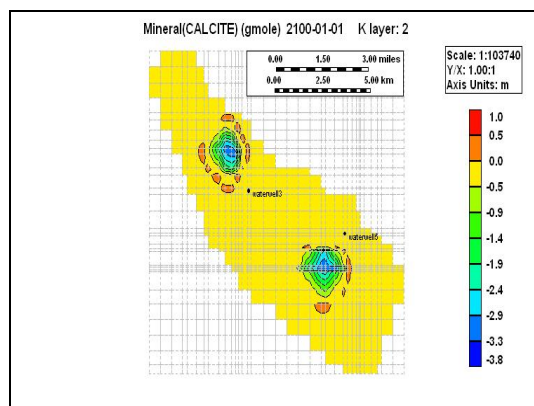 Mineral(CALCITE) (gmole) 2100-01-01 K layer: 2
0.00 1.50 3.00 miles
0.00 2.50 5.00 km
Scale: 1:103740
Y/X: 1.00:1
Axis Units: m
waterwell3
waterwell5
1.0
0.5
0.0
-0.5
-0.9
-1.4
-1.9
-2.4
-2.9
-3.3
-3.8